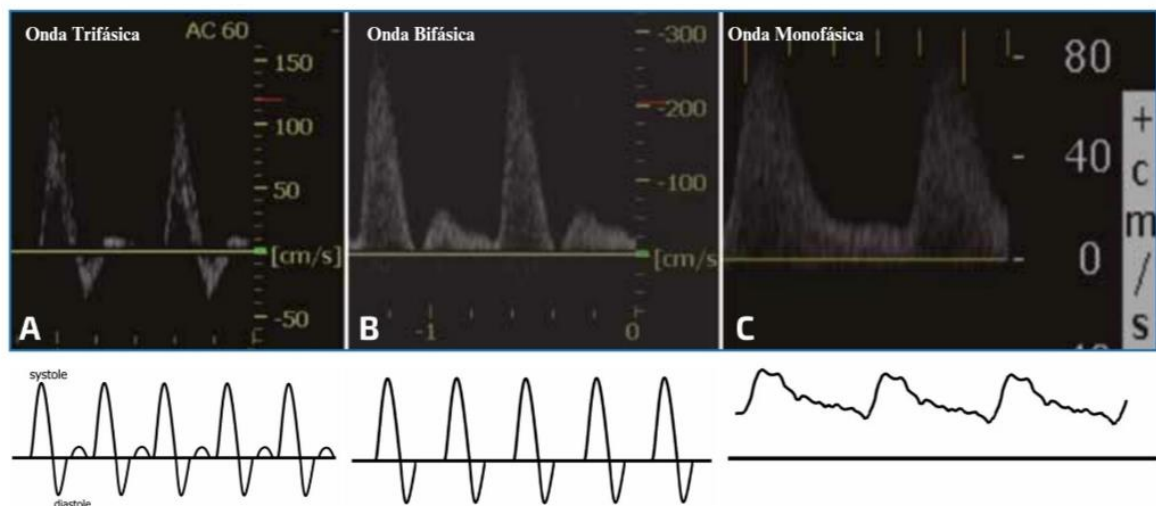 Onda Trifásica
AC 60
150
100
50
[cm/s]
-50
A
Onda Bifásica
-300
-200
-100
[cm/s
-1
0
B
Onda Monofásica
80
40
0
+
c
m
/
s
C
systole
diastole